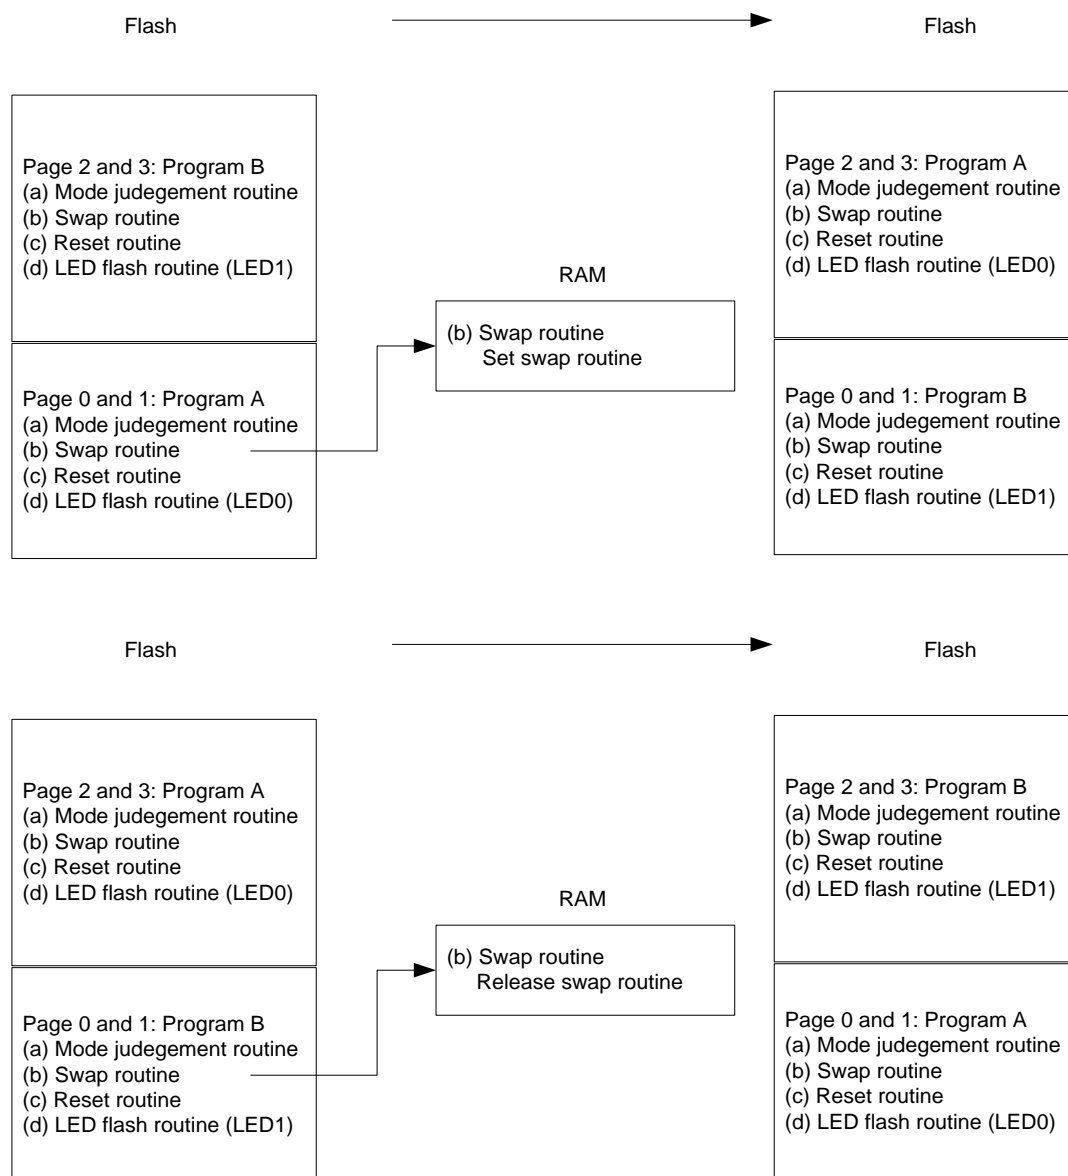 Flash
Flash
Page 2 and 3: Program B
(a) Mode judegement routine
(b) Swap routine
(c) Reset routine
(d) LED flash routine (LED1)
Page 0 and 1: Program A
(a) Mode judegement routine
(b) Swap routine
(c) Reset routine
(d) LED flash routine (LED0)
RAM
(b) Swap routine
Set swap routine
Page 2 and 3: Program A
(a) Mode judegement routine
(b) Swap routine
(c) Reset routine
(d) LED flash routine (LED0)
Page 0 and 1: Program B
(a) Mode judegement routine
(b) Swap routine
(c) Reset routine
(d) LED flash routine (LED1)
Flash
Flash
Page 2 and 3: Program A
(a) Mode judegement routine
(b) Swap routine
(c) Reset routine
(d) LED flash routine (LED0)
Page 0 and 1: Program B
(a) Mode judegement routine
(b) Swap routine
(c) Reset routine
(d) LED flash routine (LED1)
RAM
(b) Swap routine
Release swap routine
Page 2 and 3: Program B
(a) Mode judegement routine
(b) Swap routine
(c) Reset routine
(d) LED flash routine (LED1)
Page 0 and 1: Program A
(a) Mode judegement routine
(b) Swap routine
(c) Reset routine
(d) LED flash routine (LED0)